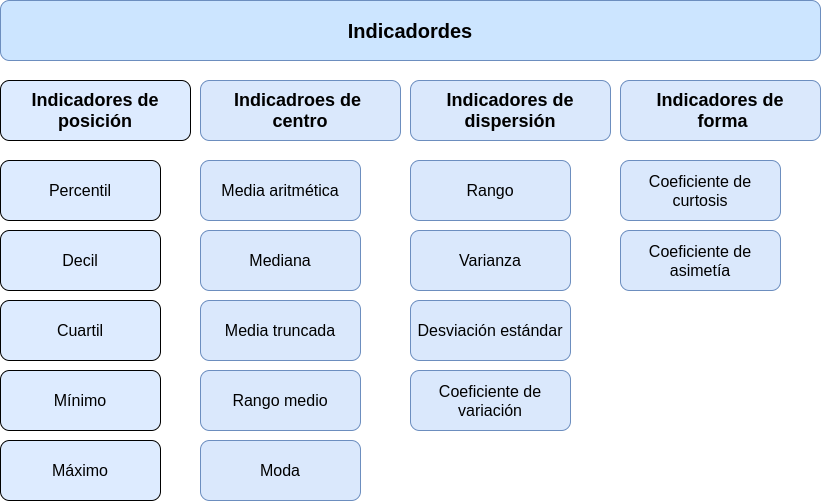 Indicadordes
Indicadores de
posición
Indicadroes de
centro
Indicadores de
dispersión
Indicadores de
forma
Percentil
Media aritmética
Rango
Coeficiente de
curtosis
Decil
Mediana
Varianza
Coeficiente de
asimetía
Cuartil
Media truncada
Desviación estándar
Mínimo
Rango medio
Coeficiente de
variación
Máximo
Moda